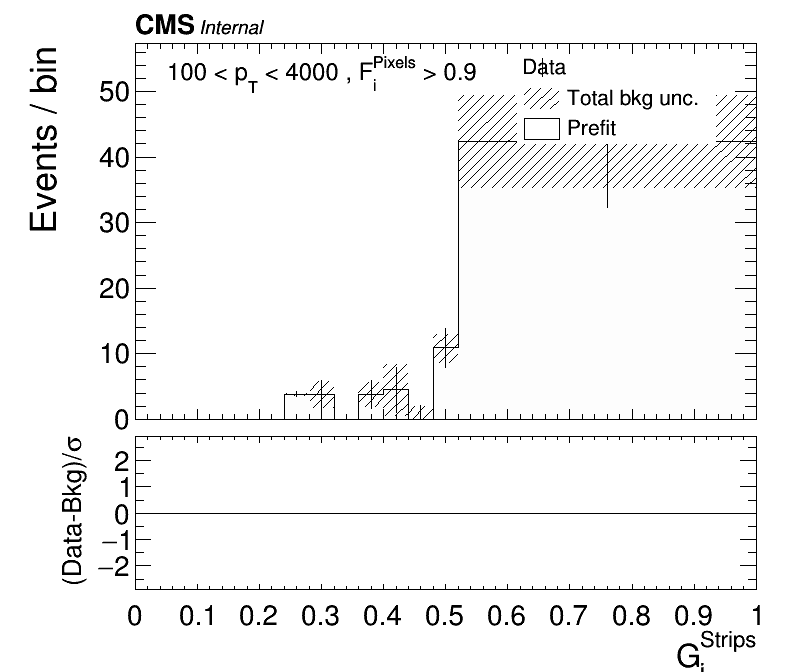 CMS Internal
100 < p_T < 4000 , F_i^Pixels > 0.9
Data
Total bkg unc.
Prefit
Events / bin
50
40
30
20
10
0
(Data-Bkg)/σ
2
1
0
−1
−2
0 0.1 0.2 0.3 0.4 0.5 0.6 0.7 0.8 0.9 1
G_i^Strips